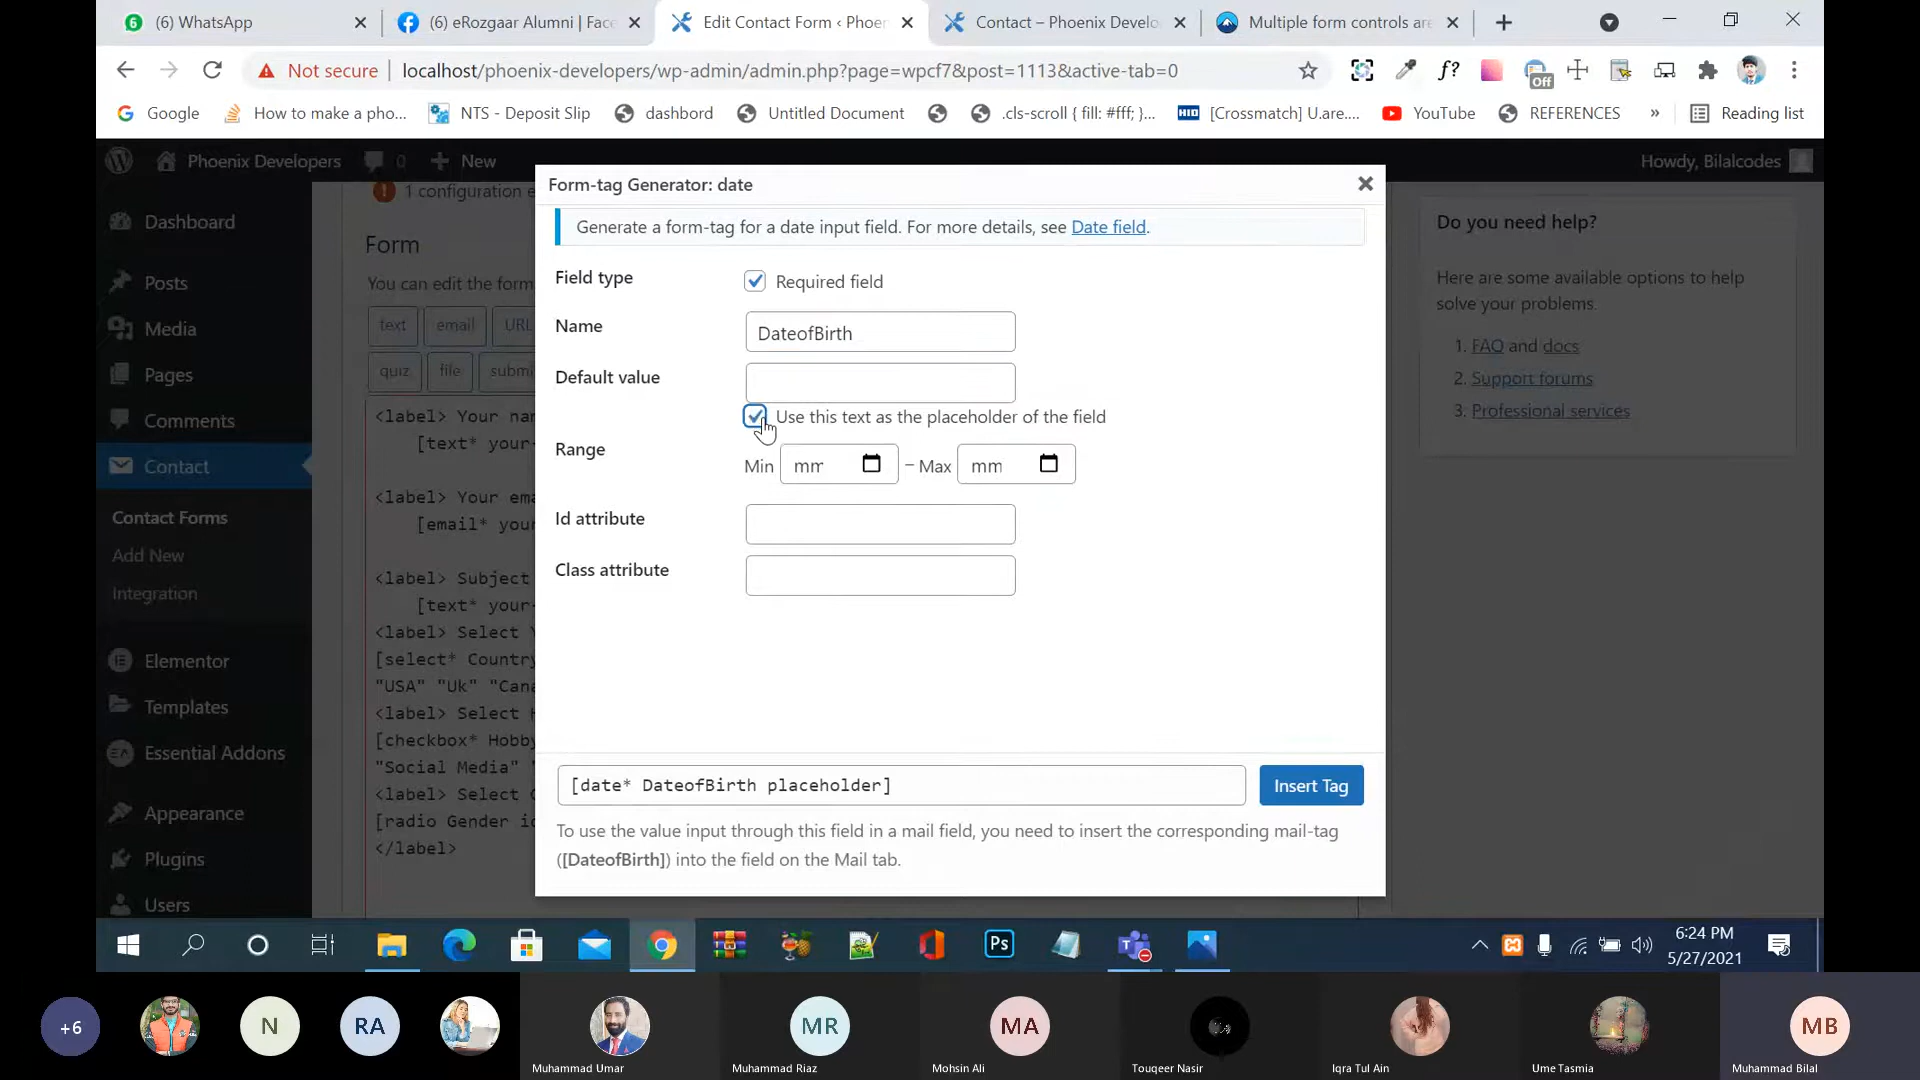 (6) WhatsApp
(6) eRozgaar Alumni | Face
Edit Contact Form ‹ Phoen
Contact – Phoenix Develo
Multiple form controls are
Not secure
localhost/phoenix-developers/wp-admin/admin.php?page=wpcf7&post=1113&active-tab=0
f?
Off
Google
How to make a pho...
NTS - Deposit Slip
dashbord
Untitled Document
.cls-scroll { fill: #fff; }...
HID
[Crossmatch] U.are....
YouTube
REFERENCES
»
Reading list
Phoenix Developers
0
New
Howdy, Bilalcodes
1 configuration e
Form-tag Generator: date
Generate a form-tag for a date input field. For more details, see Date field.
Dashboard
Posts
Media
Pages
Comments
Contact
Contact Forms
Add New
Integration
Elementor
Templates
Essential Addons
Appearance
Plugins
Users
Form
You can edit the form
text
email
URL
quiz
file
submi
<label> Your nam
[text* your-
<label> Your ema
[email* your
<label> Subject
[text* your-
<label> Select Y
[select* Country
"USA" "Uk" "Cana
<label> Select H
[checkbox* Hobby
"Social Media" "
<label> Select G
[radio Gender id
</label>
Field type
Required field
Name
DateofBirth
Default value
Use this text as the placeholder of the field
Range
Min
mm
– Max
mm
Id attribute
Class attribute
[date* DateofBirth placeholder]
Insert Tag
To use the value input through this field in a mail field, you need to insert the corresponding mail-tag
([DateofBirth]) into the field on the Mail tab.
Do you need help?
Here are some available options to help
solve your problems.
1. FAQ and docs
2. Support forums
3. Professional services
Ps
6:24 PM
5/27/2021
+6
N
RA
MR
MA
MB
Muhammad Umar
Muhammad Riaz
Mohsin Ali
Touqeer Nasir
Iqra Tul Ain
Ume Tasmia
Muhammad Bilal